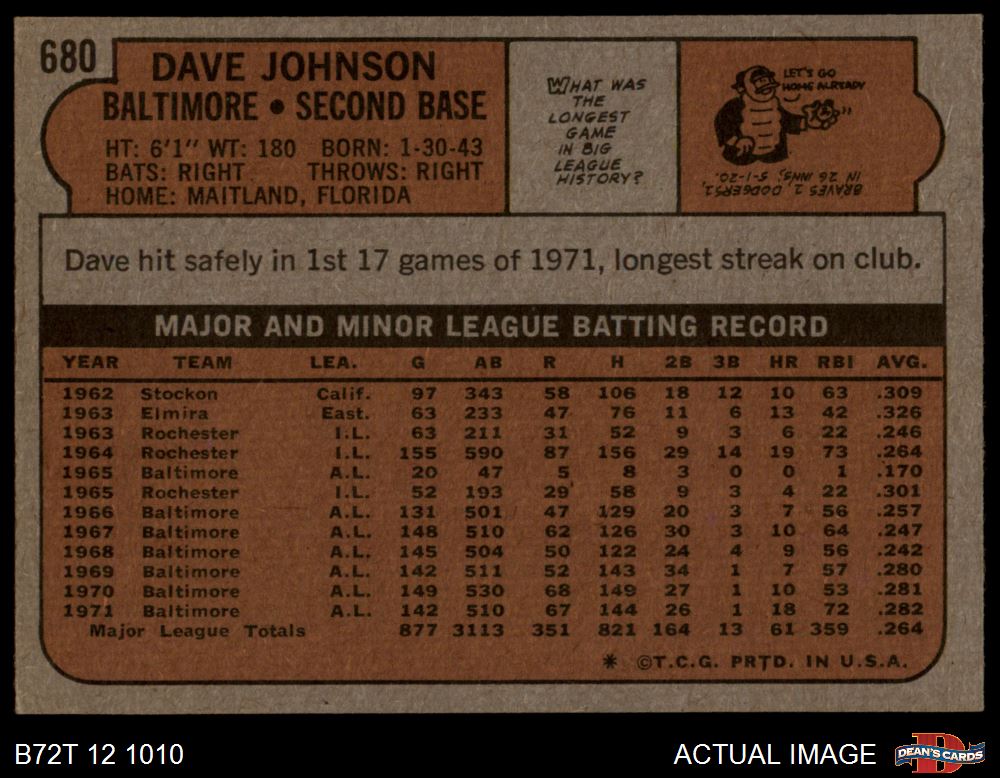 680
DAVE JOHNSON
BALTIMORE • SECOND BASE
HT: 6'1" WT: 180 BORN: 1-30-43
BATS: RIGHT THROWS: RIGHT
HOME: MAITLAND, FLORIDA
WHAT WAS
THE
LONGEST
GAME
IN BIG
LEAGUE
HISTORY?
LET'S GO
HOME ALREADY
BRAVES 1, DODGERS 1,
IN 26 INNS; 5-1-20.
Dave hit safely in 1st 17 games of 1971, longest streak on club.
MAJOR AND MINOR LEAGUE BATTING RECORD
YEAR TEAM LEA. G AB R H 2B 3B HR RBI AVG.
1962 Stockon Calif. 97 343 58 106 18 12 10 63 .309
1963 Elmira East. 63 233 47 76 11 6 13 42 .326
1963 Rochester I.L. 63 211 31 52 9 3 6 22 .246
1964 Rochester I.L. 155 590 87 156 29 14 19 73 .264
1965 Baltimore A.L. 20 47 5 8 3 0 0 1 .170
1965 Rochester I.L. 52 193 29 58 9 3 4 22 .301
1966 Baltimore A.L. 131 501 47 129 20 3 7 56 .257
1967 Baltimore A.L. 148 510 62 126 30 3 10 64 .247
1968 Baltimore A.L. 145 504 50 122 24 4 9 56 .242
1969 Baltimore A.L. 142 511 52 143 34 1 7 57 .280
1970 Baltimore A.L. 149 530 68 149 27 1 10 53 .281
1971 Baltimore A.L. 142 510 67 144 26 1 18 72 .282
Major League Totals 877 3113 351 821 164 13 61 359 .264
* ©T.C.G. PRTD. IN U.S.A.
B72T 12 1010
ACTUAL IMAGE
DEAN'S CARDS